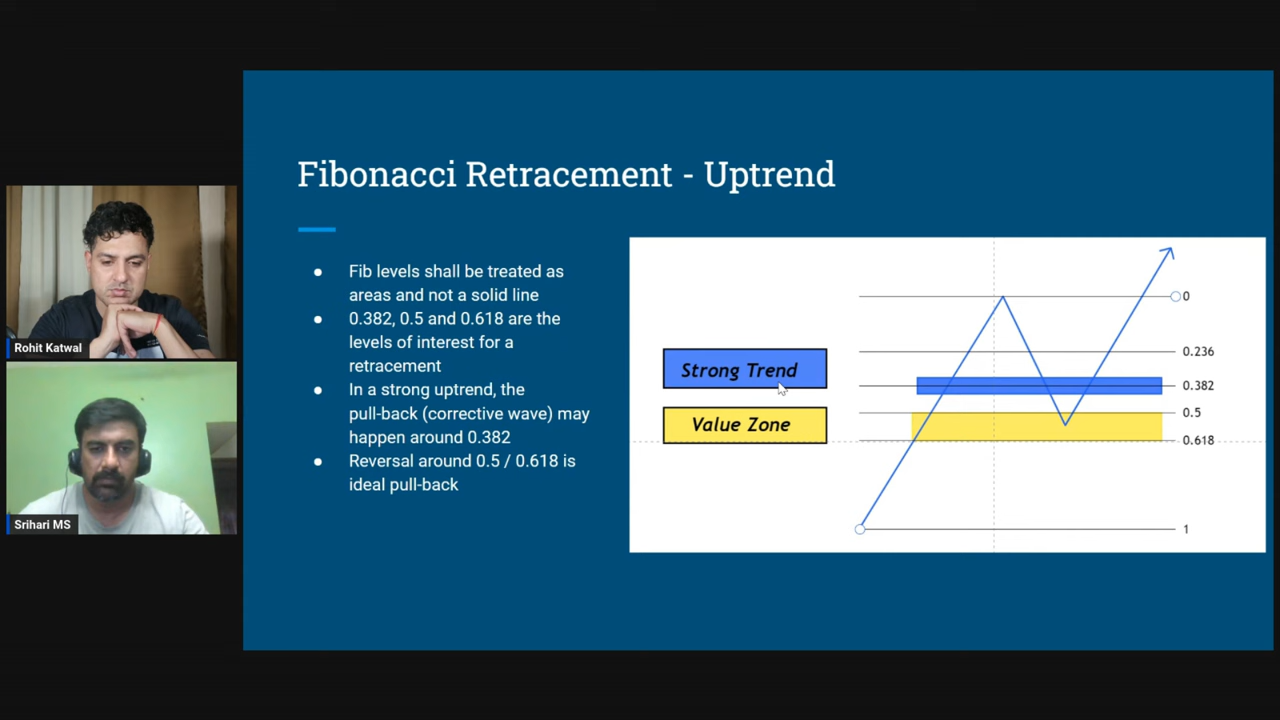 Fibonacci Retracement - Uptrend
● Fib levels shall be treated as
areas and not a solid line
● 0.382, 0.5 and 0.618 are the
levels of interest for a
retracement
● In a strong uptrend, the
pull-back (corrective wave) may
happen around 0.382
● Reversal around 0.5 / 0.618 is
ideal pull-back
Strong Trend
Value Zone
0
0.236
0.382
0.5
0.618
1
Rohit Katwal
Srihari MS